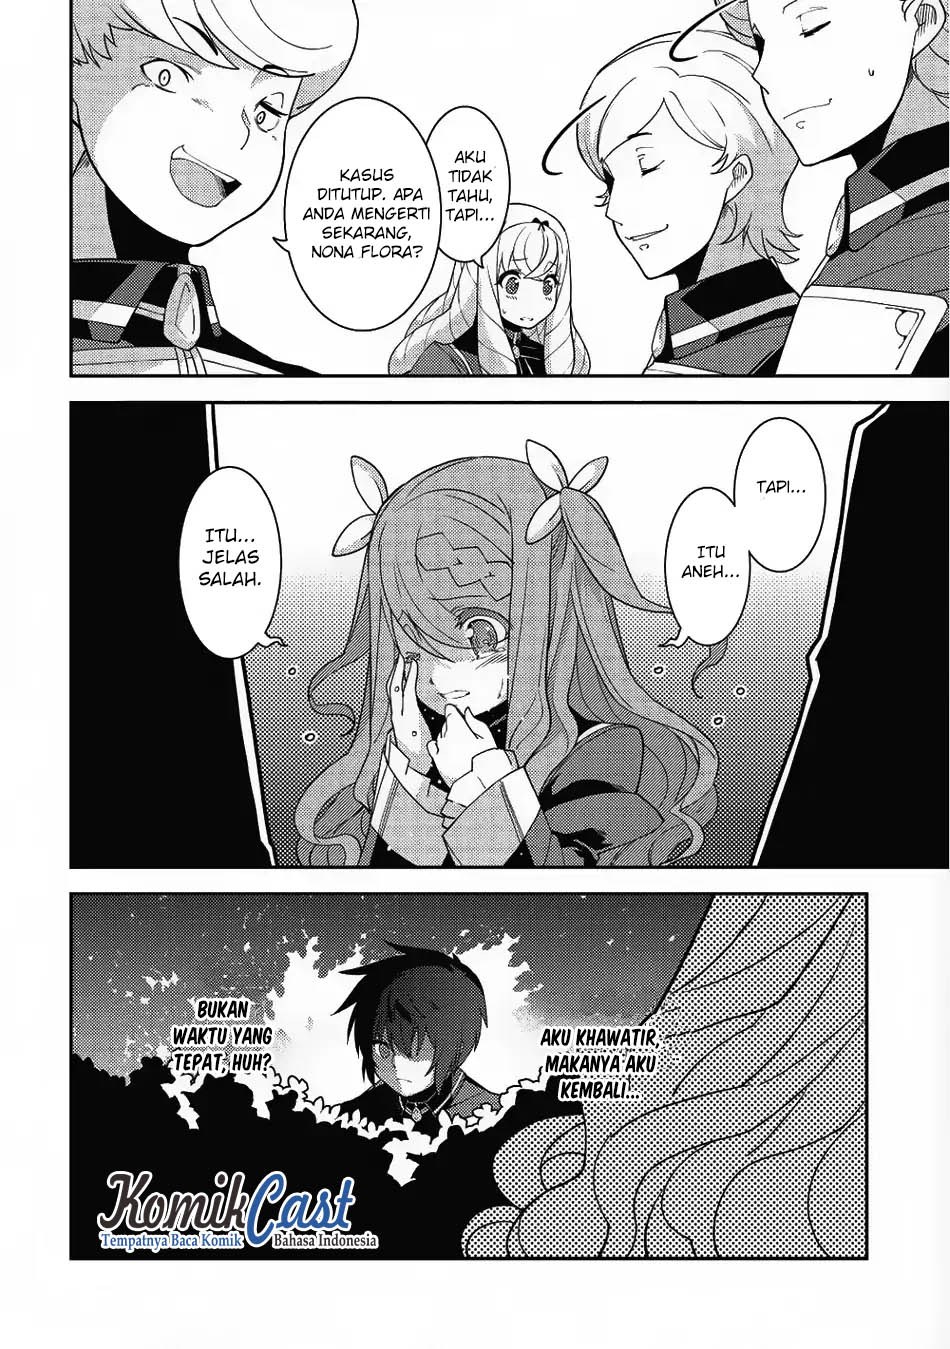 AKU
TIDAK
TAHU,
TAPI...
KASUS
DITUTUP. APA
ANDA MENGERTI
SEKARANG,
NONA FLORA?
TAPI...
ITU
ANEH...
ITU...
JELAS
SALAH.
AKU KHAWATIR,
MAKANYA AKU
KEMBALI...
BUKAN
WAKTU YANG
TEPAT, HUH?
KomikCast
Tempatnya Baca Komik Bahasa Indonesia